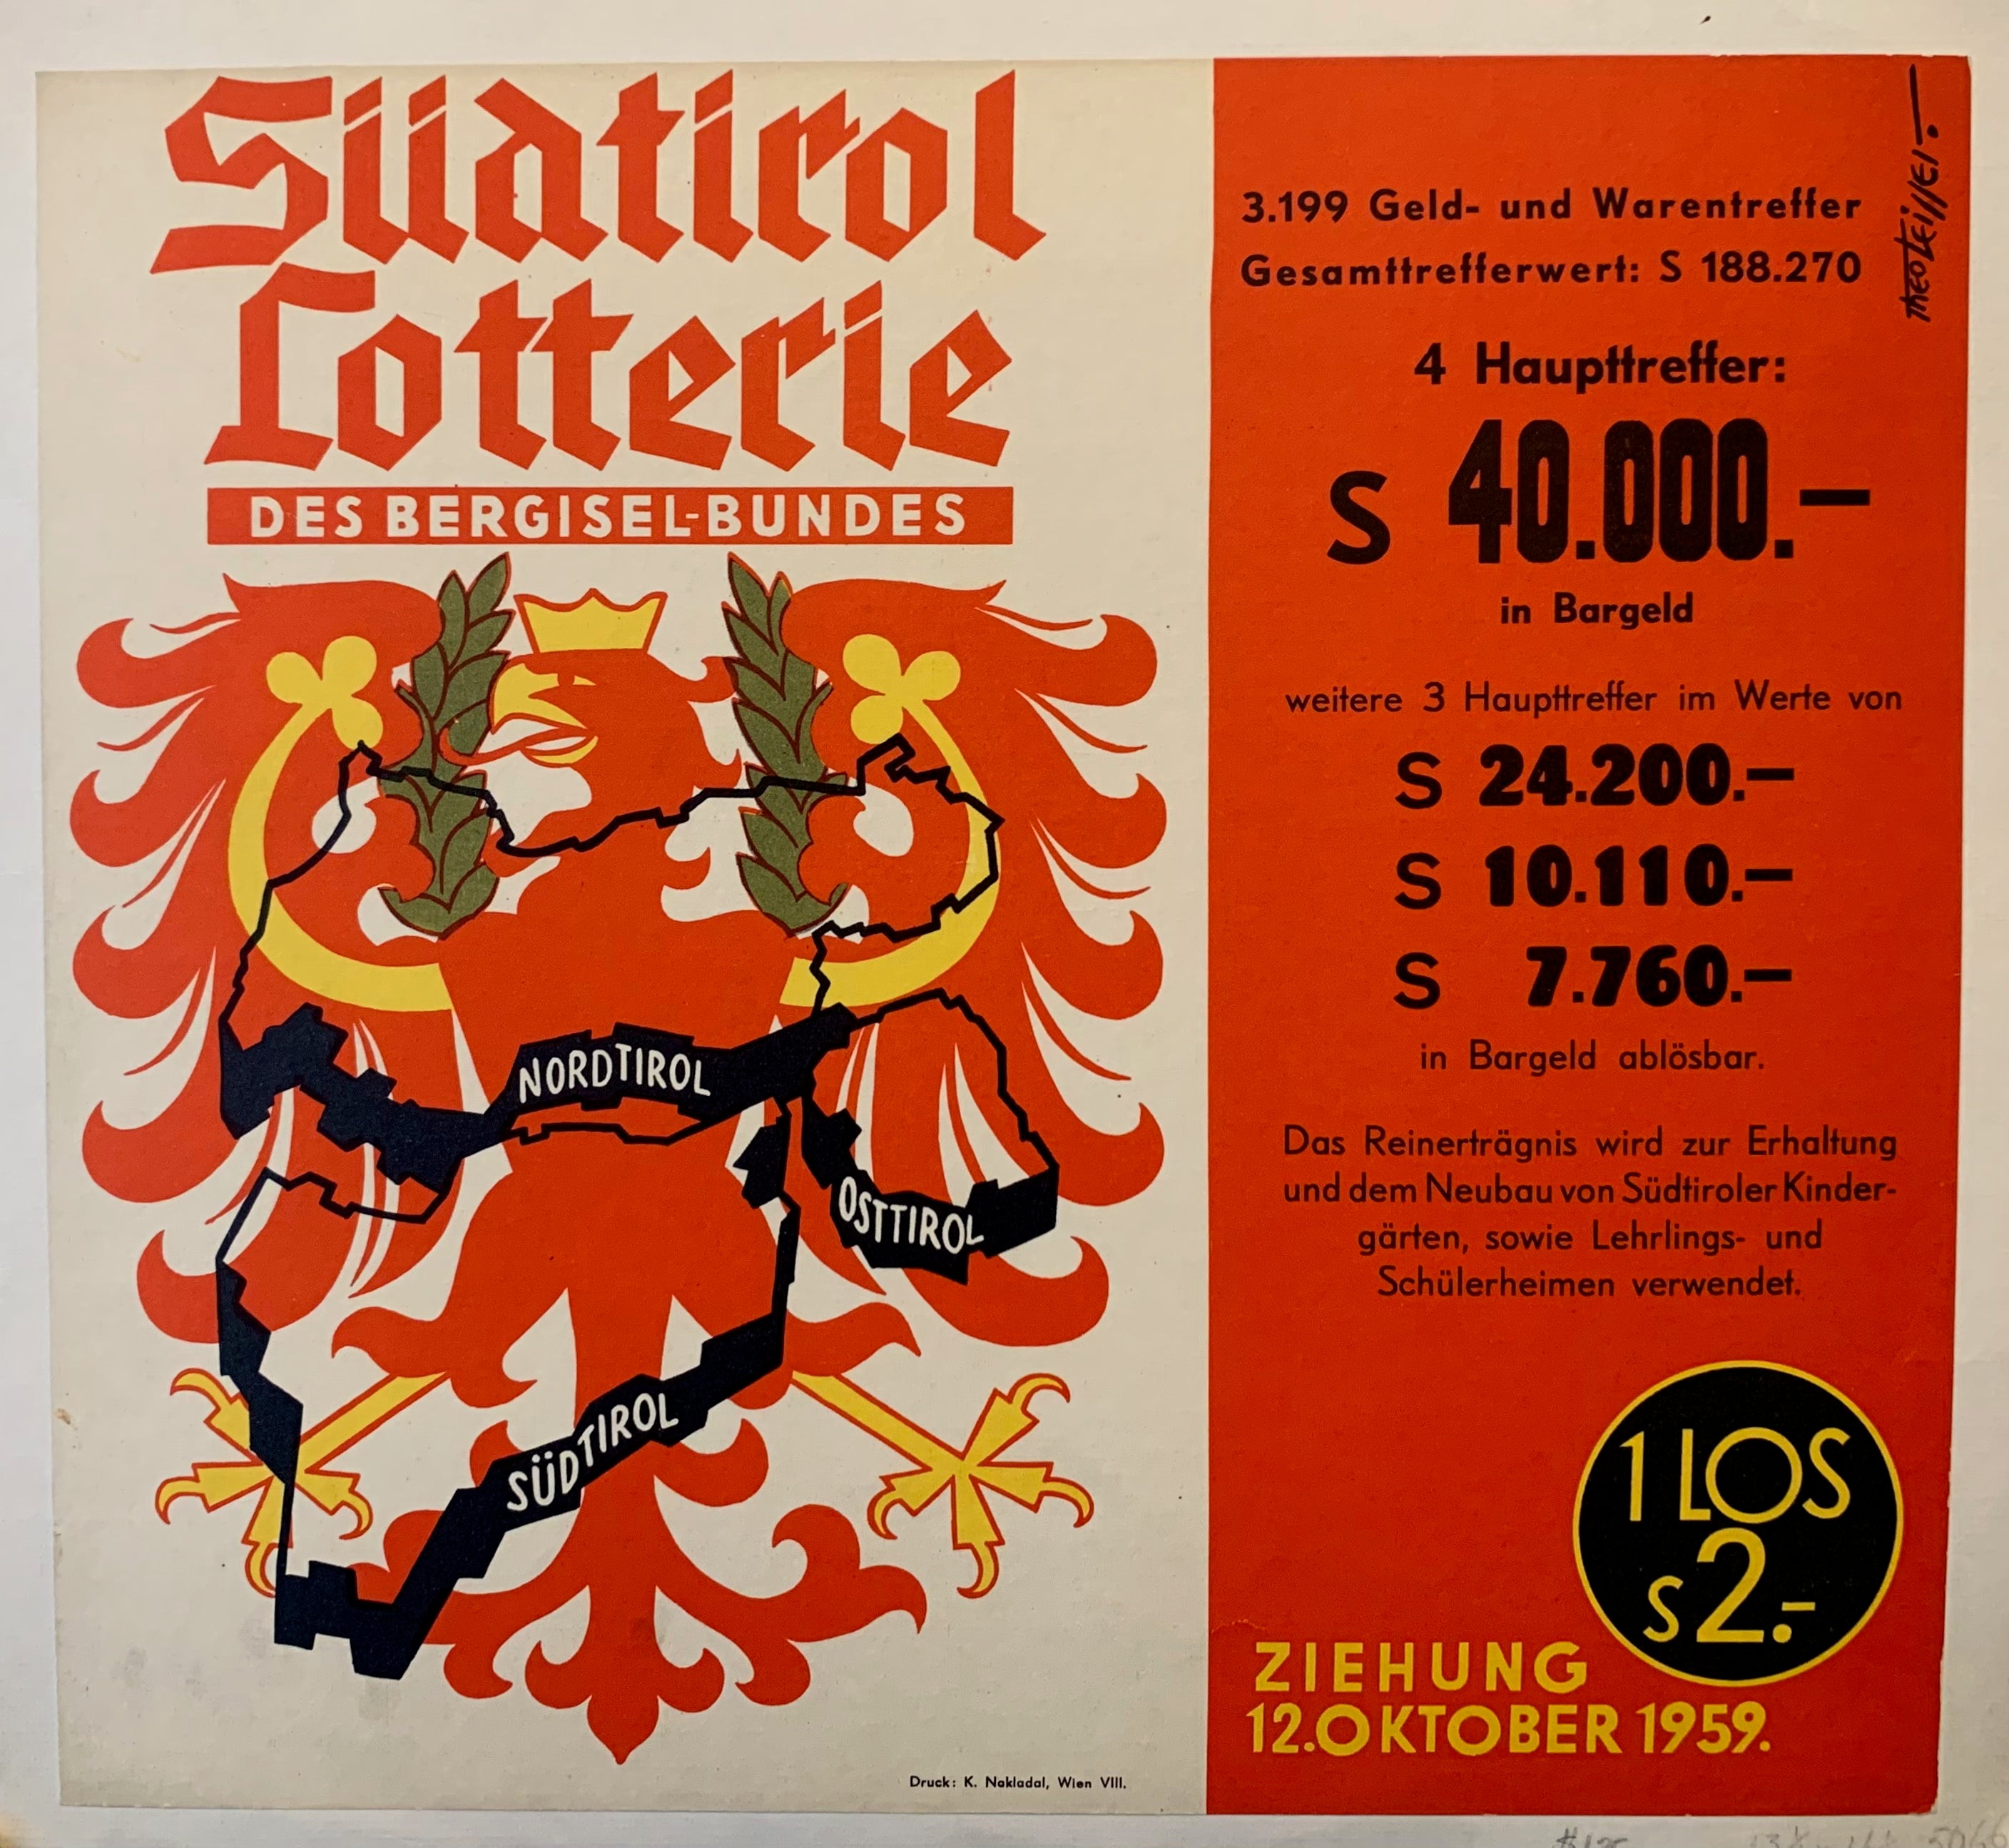 Südtirol
Lotterie
DES BERGISEL-BUNDES
NORDTIROL
OSTTIROL
SÜDTIROL
Druck: K. Nakladal, Wien VIII.
3.199 Geld- und Warentreffer
Gesamttrefferwert: S 188.270
4 Haupttreffer:
S 40.000.—
in Bargeld
weitere 3 Haupttreffer im Werte von
S 24.200.—
S 10.110.—
S 7.760.—
in Bargeld ablösbar.
Das Reinerträgnis wird zur Erhaltung
und dem Neubau von Südtiroler Kinder-
gärten, sowie Lehrlings- und
Schülerheimen verwendet.
1 LOS
S 2.-
ZIEHUNG
12. OKTOBER 1959.